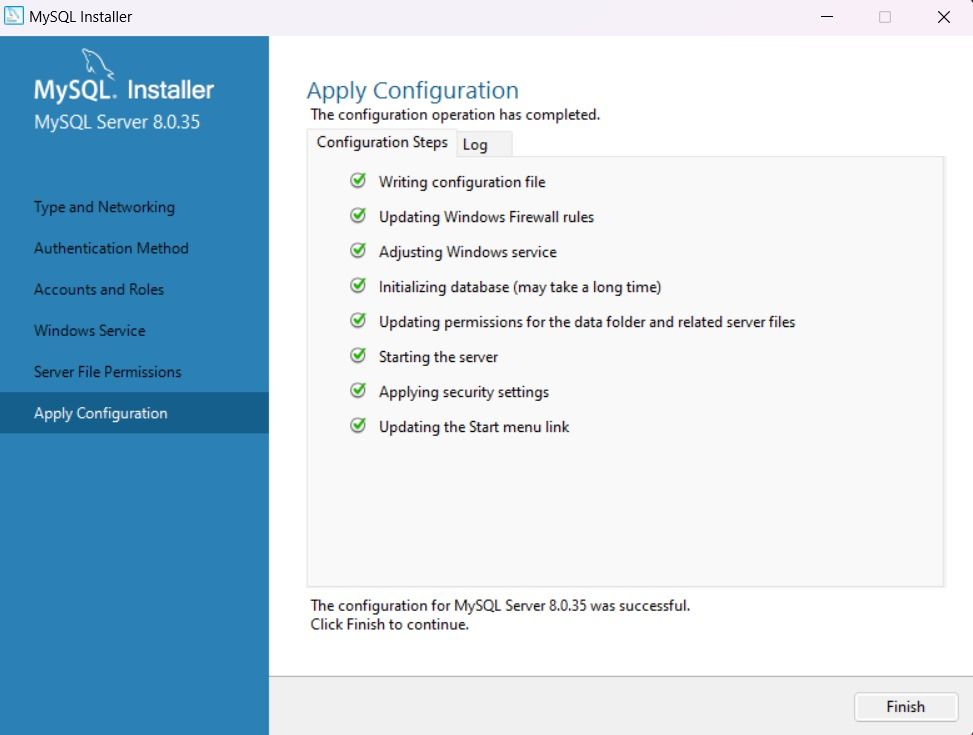 MySQL Installer
MySQL. Installer
MySQL Server 8.0.35
Type and Networking
Authentication Method
Accounts and Roles
Windows Service
Server File Permissions
Apply Configuration
Apply Configuration
The configuration operation has completed.
Configuration Steps Log
Writing configuration file
Updating Windows Firewall rules
Adjusting Windows service
Initializing database (may take a long time)
Updating permissions for the data folder and related server files
Starting the server
Applying security settings
Updating the Start menu link
The configuration for MySQL Server 8.0.35 was successful.
Click Finish to continue.
Finish